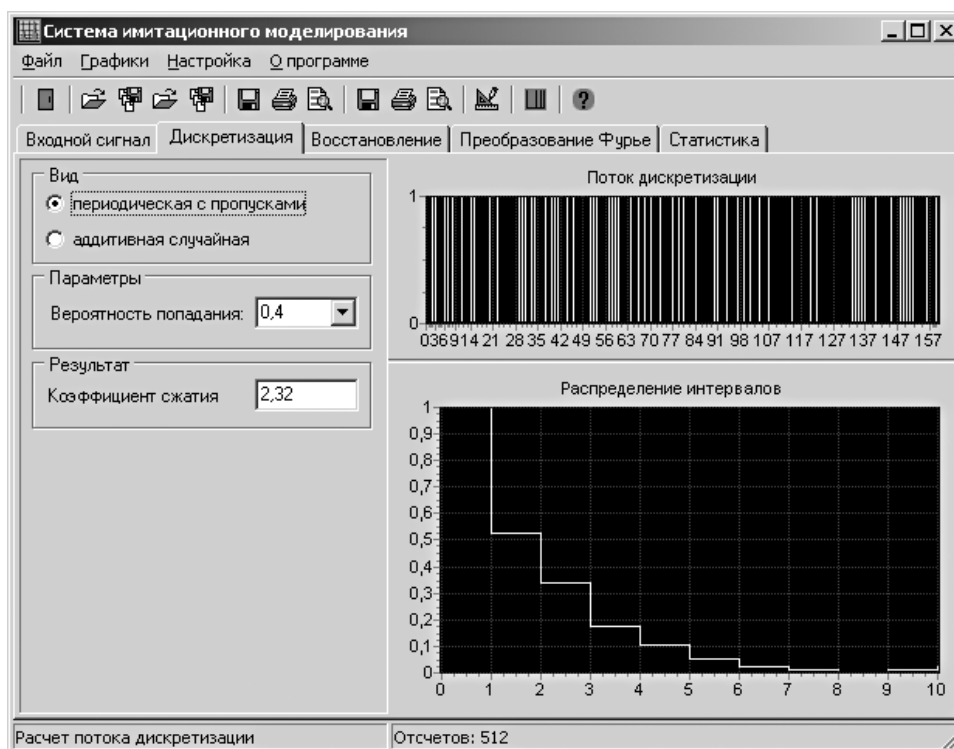 Система имитационного моделирования
Файл Графики Настройка О программе
Входной сигнал Дискретизация Восстановление Преобразование Фурье Статистика
Вид
периодическая с пропусками
аддитивная случайная
Параметры
Вероятность попадания: 0,4
Результат
Коэффициент сжатия 2,32
Поток дискретизации
1
0
0 3 6 9 14 21 28 35 42 49 56 63 70 77 84 91 98 107 117 127 137 147 157
Распределение интервалов
1
0,9
0,8
0,7
0,6
0,5
0,4
0,3
0,2
0,1
0
0 1 2 3 4 5 6 7 8 9 10
Расчет потока дискретизации
Отсчетов: 512